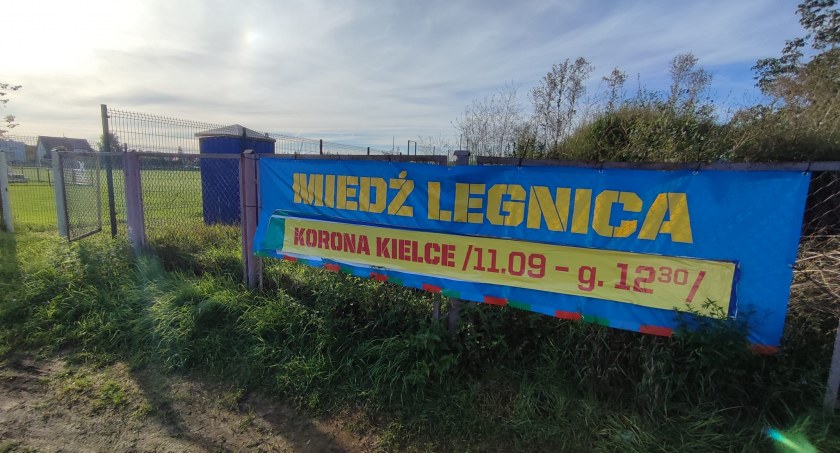 MIEDŹ LEGNICA
KORONA KIELCE /11.09 - g. 12³⁰/